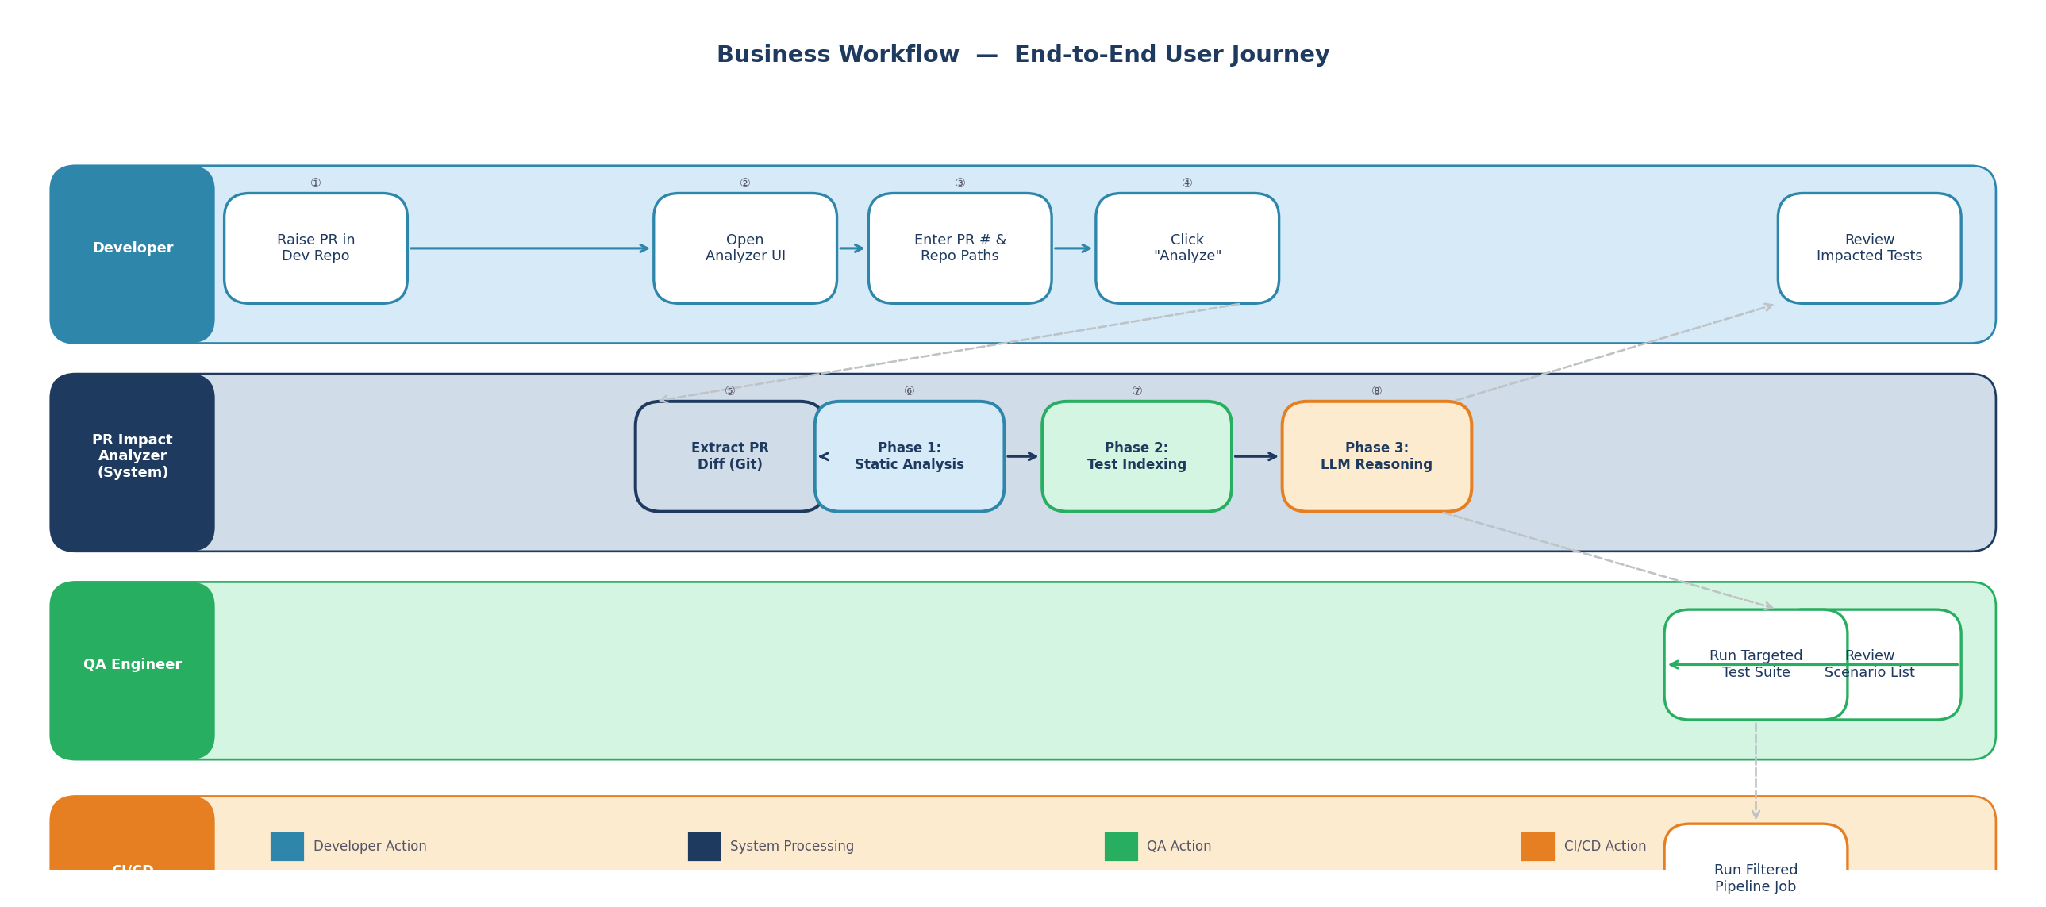 Business Workflow — End-to-End User Journey
①
②
③
④
Developer
Raise PR in
Dev Repo
Open
Analyzer UI
Enter PR # &
Repo Paths
Click
"Analyze"
Review
Impacted Tests
⑤
⑥
⑦
⑧
PR Impact
Analyzer
(System)
Extract PR
Diff (Git)
Phase 1:
Static Analysis
Phase 2:
Test Indexing
Phase 3:
LLM Reasoning
QA Engineer
Run Targeted
Test Suite
Review
Scenario List
CI/CD
Developer Action
System Processing
QA Action
CI/CD Action
Run Filtered
Pipeline Job